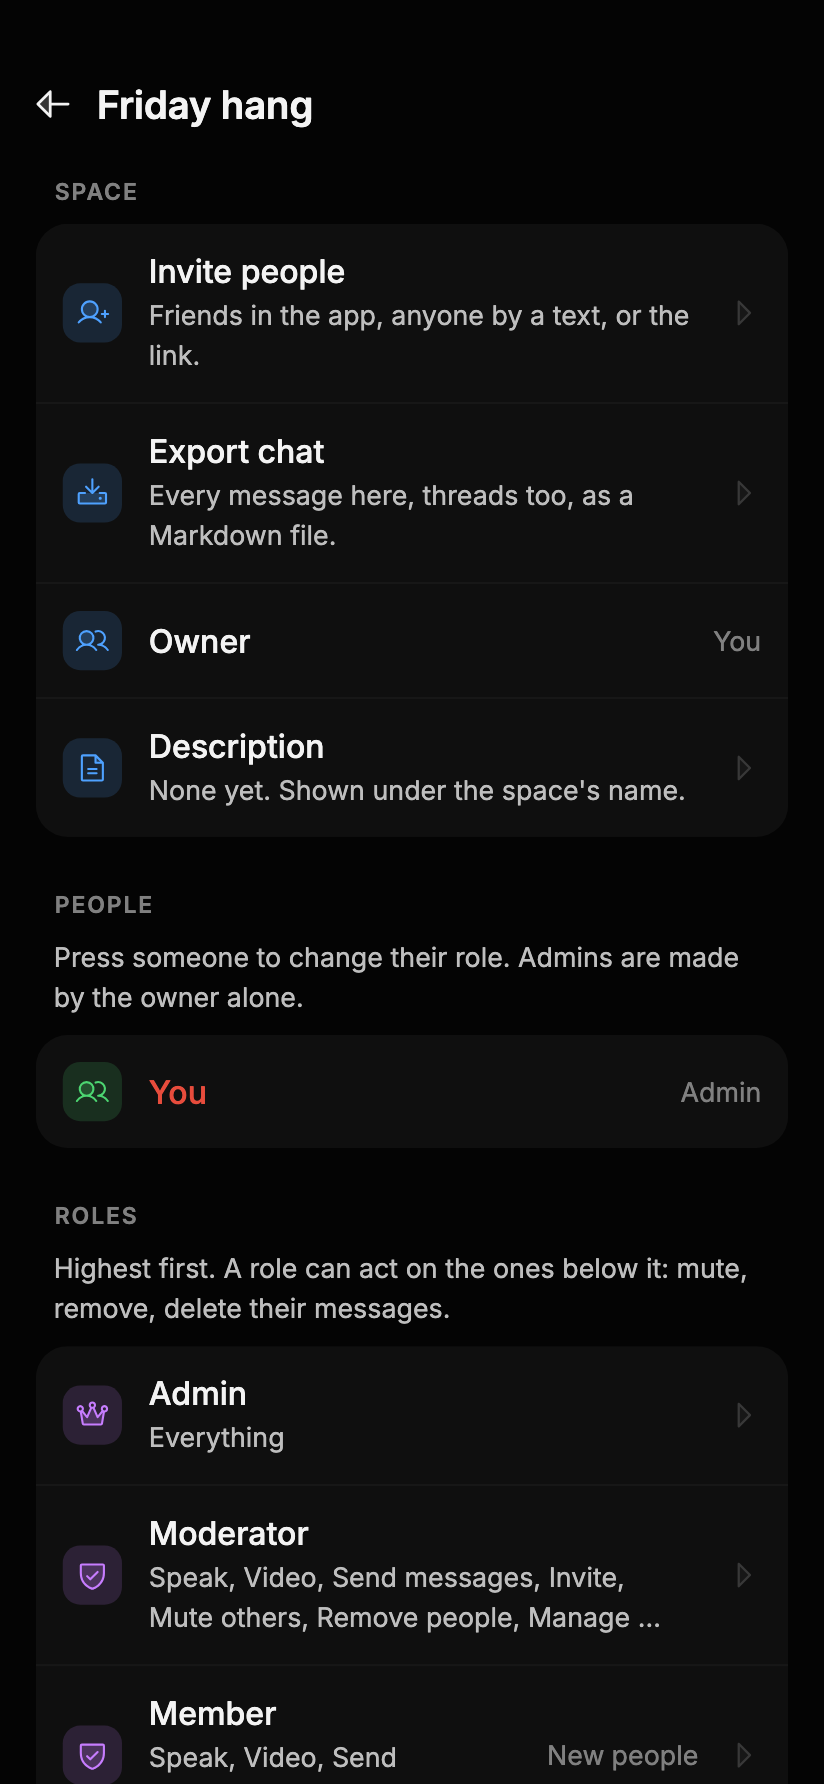 Friday hang
SPACE
Invite people
Friends in the app, anyone by a text, or the
link.
Export chat
Every message here, threads too, as a
Markdown file.
Owner
You
Description
None yet. Shown under the space's name.
PEOPLE
Press someone to change their role. Admins are made
by the owner alone.
You
Admin
ROLES
Highest first. A role can act on the ones below it: mute,
remove, delete their messages.
Admin
Everything
Moderator
Speak, Video, Send messages, Invite,
Mute others, Remove people, Manage ...
Member
Speak, Video, Send
New people